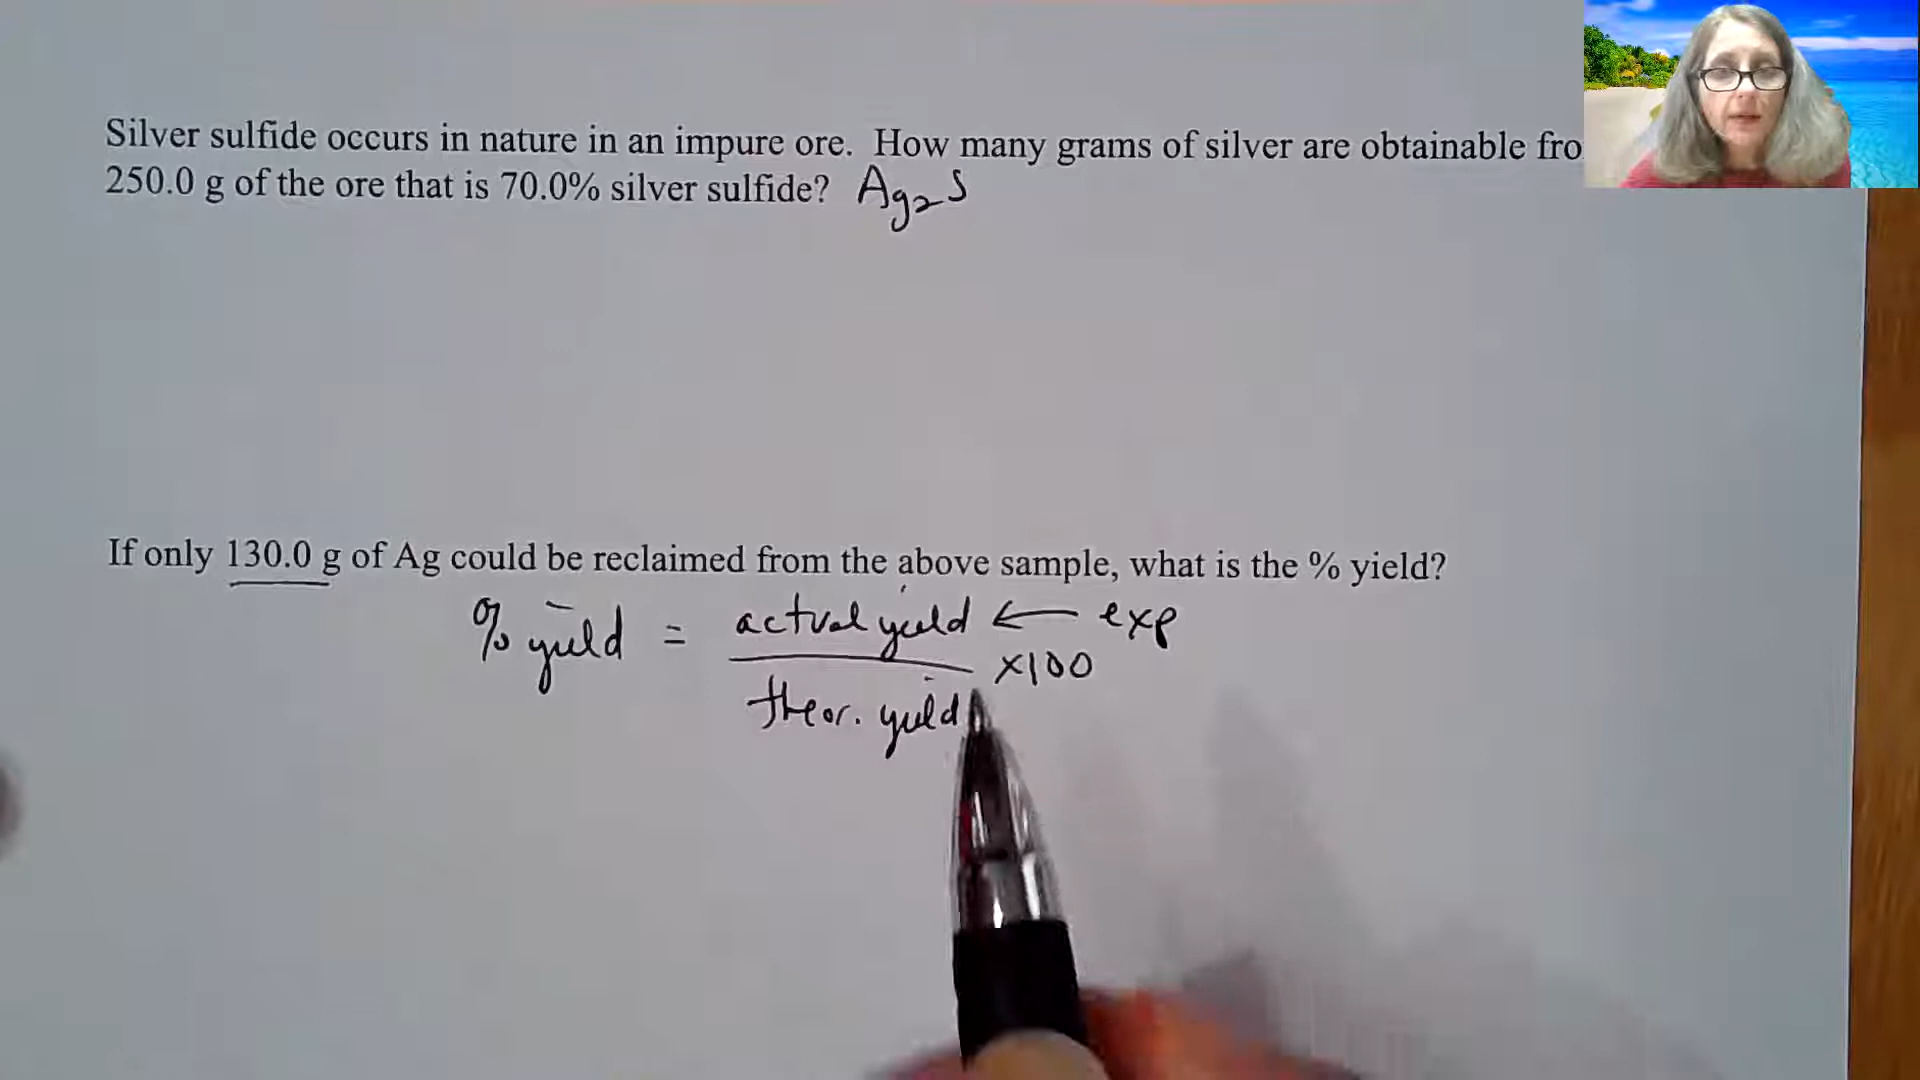 Silver sulfide occurs in nature in an impure ore. How many grams of silver are obtainable fro
250.0 g of the ore that is 70.0% silver sulfide? Ag₂S
If only 130.0 g of Ag could be reclaimed from the above sample, what is the % yield?
% yield = actual yield ← exp
x100
theor. yield